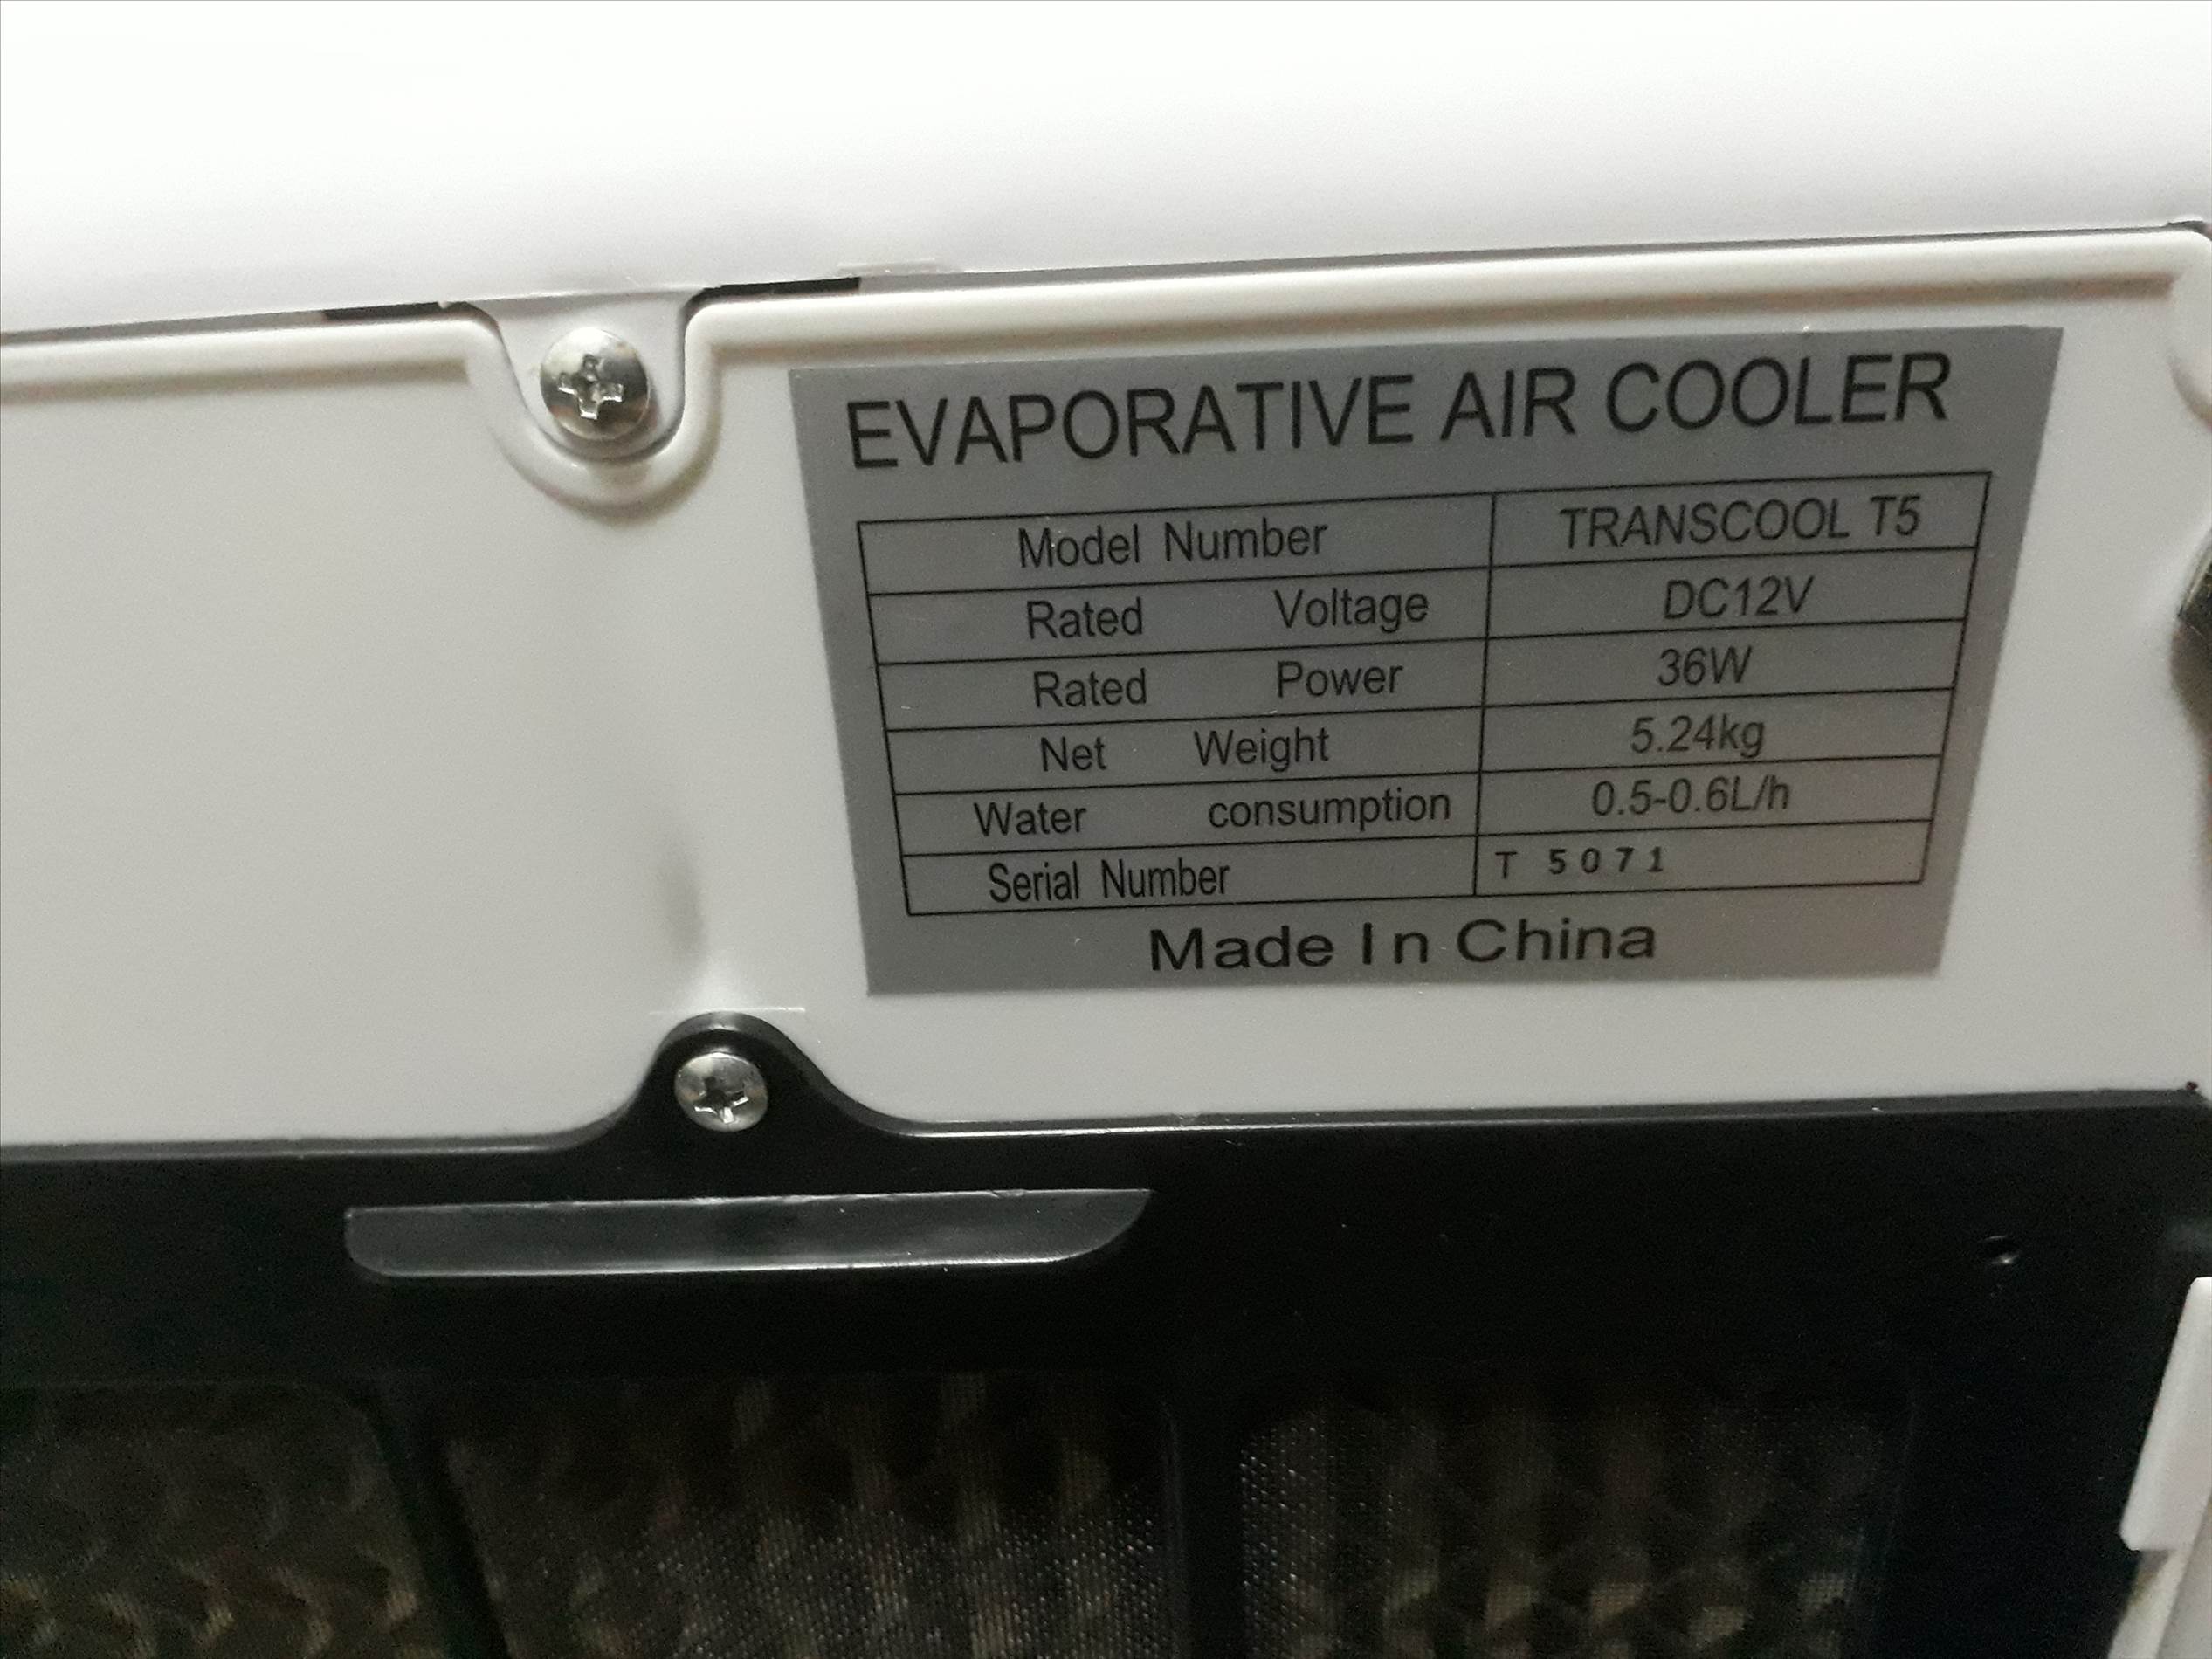 EVAPORATIVE AIR COOLER
Model Number TRANSCOOL T5
Rated Voltage DC12V
Rated Power 36W
Net Weight 5.24kg
Water consumption 0.5-0.6L/h
Serial Number T 5071
Made In China